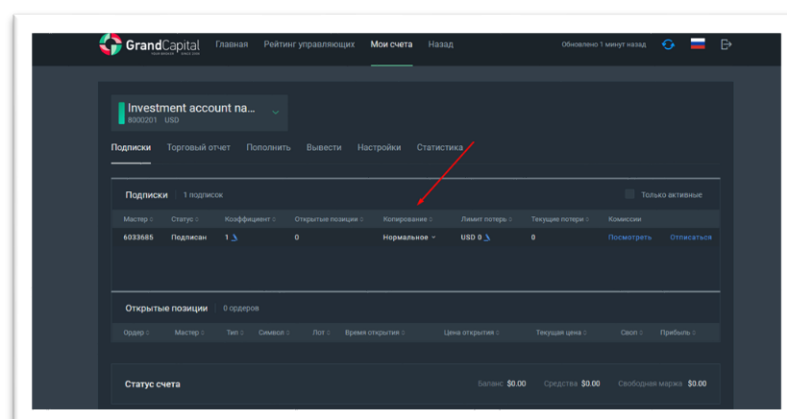 GrandCapital Главная Рейтинг управляющих Мои счета Назад Обновлено 1 минут назад
Investment account na...
8000201 USD
Подписки Торговый отчет Пополнить Вывести Настройки Статистика
Подписки 1 подписок Только активные
Мастер Статус Коэффициент Открытые позиции Копирование Лимит потерь Текущие потери Комиссии
6033685 Подписан 1 0 Нормальное USD 0 0 Посмотреть Отписаться
Открытые позиции 0 ордеров
Ордер Мастер Тип Символ Лот Время открытия Цена открытия Текущая цена Своп Прибыль
Статус счета Баланс $0.00 Средства $0.00 Свободная маржа $0.00